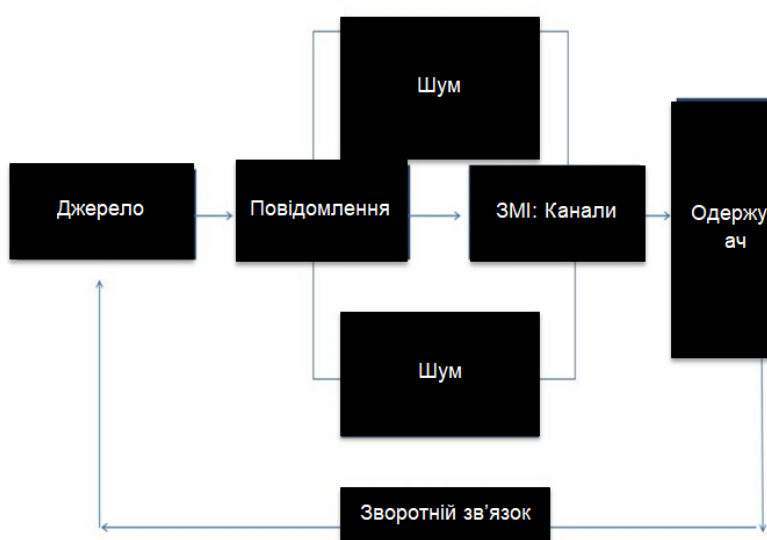 Шум
Джерело
Повідомлення
ЗМІ: Канали
Одержу
ач
Шум
Зворотній зв’язок